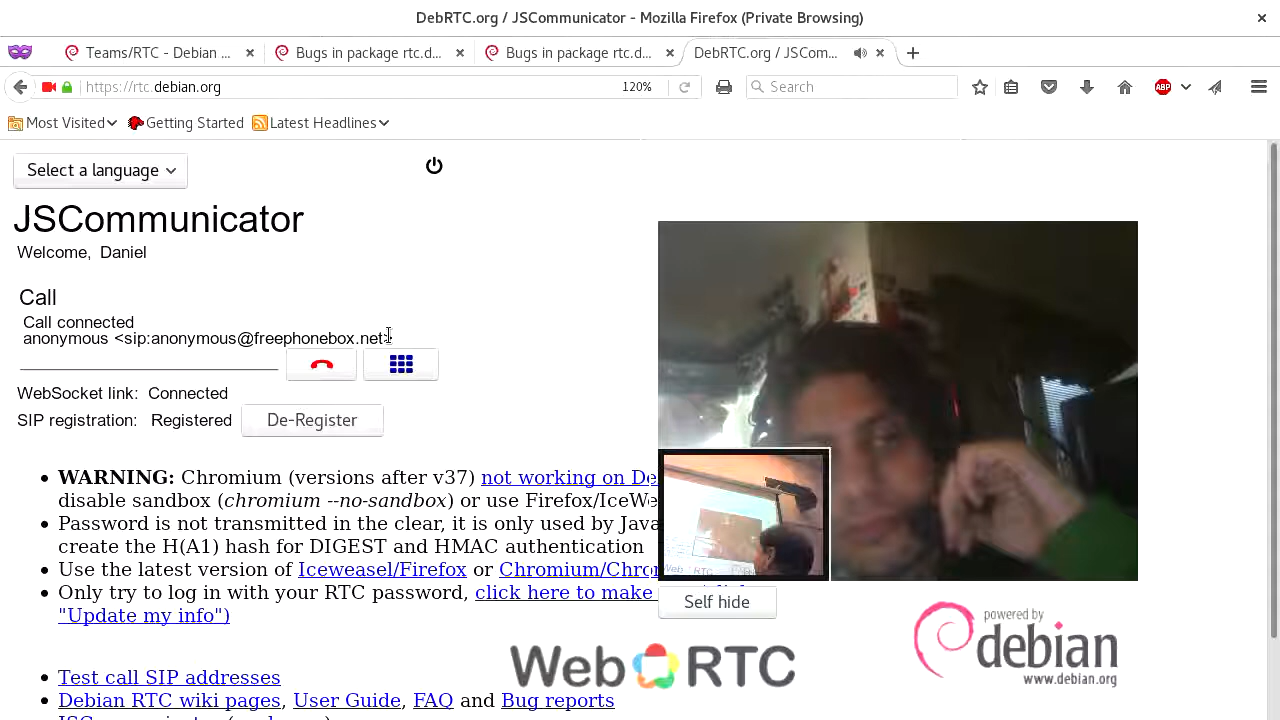 DebRTC.org / JSCommunicator - Mozilla Firefox (Private Browsing)
Teams/RTC - Debian ...
Bugs in package rtc.d...
Bugs in package rtc.d...
DebRTC.org / JSCom...
https://rtc.debian.org
120%
Search
ABP
Most Visited
Getting Started
Latest Headlines
Select a language
JSCommunicator
Welcome, Daniel
Call
Call connected
anonymous <sip:anonymous@freephonebox.net>
WebSocket link: Connected
SIP registration: Registered De-Register
WARNING: Chromium (versions after v37) not working on De
disable sandbox (chromium --no-sandbox) or use Firefox/IceWe
Password is not transmitted in the clear, it is only used by Java
create the H(A1) hash for DIGEST and HMAC authentication
Use the latest version of Iceweasel/Firefox or Chromium/Chro
Only try to log in with your RTC password, click here to make
"Update my info")
Web RTC
Self hide
Web RTC
powered by
debian
www.debian.org
Test call SIP addresses
Debian RTC wiki pages, User Guide, FAQ and Bug reports